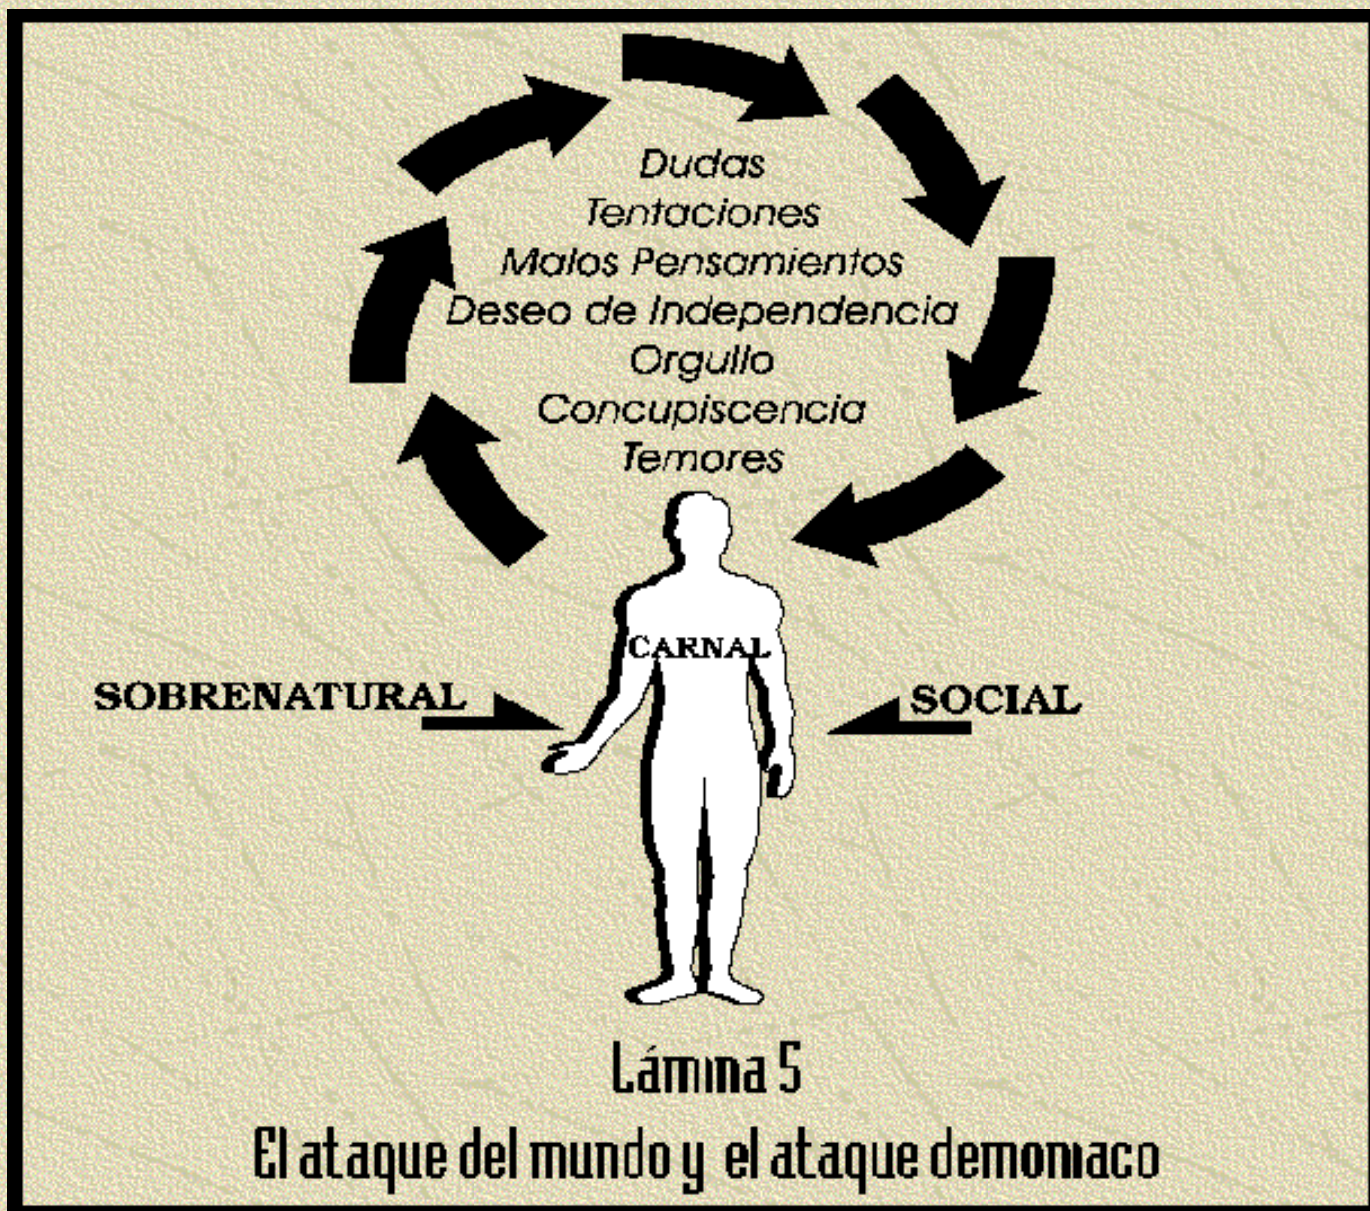 Dudas
Tentaciones
Malos Pensamientos
Deseo de Independencia
Orgullo
Concupiscencia
Temores
CARNAL
SOBRENATURAL
SOCIAL
Lámina 5
El ataque del mundo y el ataque demoniaco